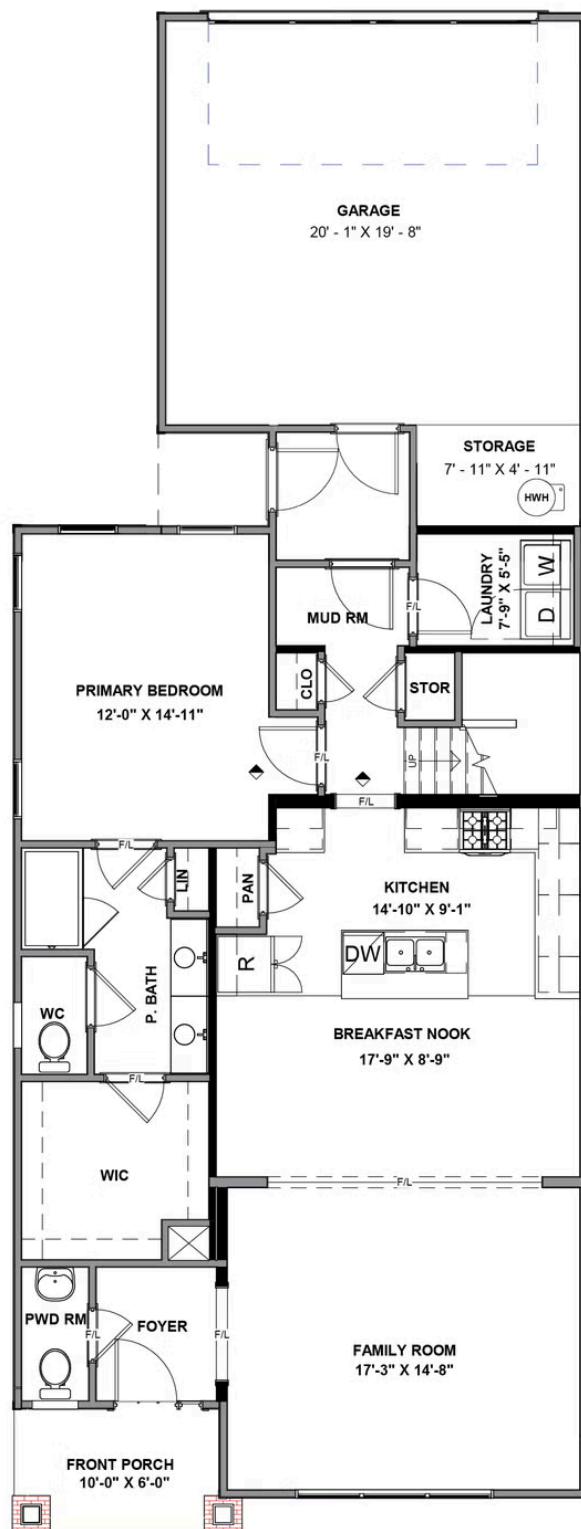 GARAGE
20' - 1" X 19' - 8"
STORAGE
7' - 11" X 4' - 11"
HWH
LAUNDRY
7'-9" X 5'-5"
W
D
F/L
MUD RM
CLO
STOR
PRIMARY BEDROOM
12'-0" X 14'-11"
F/L
UP
F/L
F/L
LIN
PAN
KITCHEN
14'-10" X 9'-1"
R
DW
P. BATH
WC
BREAKFAST NOOK
17'-9" X 8'-9"
F/L
WIC
F/L
PWD RM
F/L
FOYER
F/L
FAMILY ROOM
17'-3" X 14'-8"
FRONT PORCH
10'-0" X 6'-0"